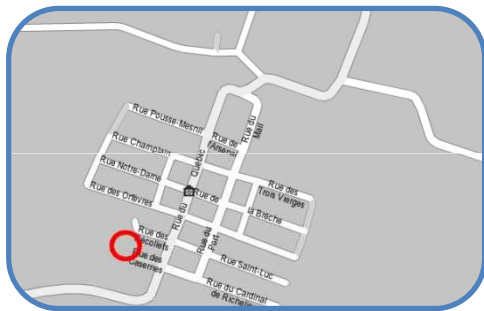 Rue Pousse-Mesnil
Rue de
l'Arsenal
Rue du
Mail
Rue Champlain
Quebec
Rue Notre-Dame
Rue des
Trois Vierges
Rue des Orfèvres
Rue de
la Brèche
Rue du
Rue des
Récollets
Rue du
Port
Rue des
Casernes
Rue Saint-Luc
Rue du Cardinal
de Richelieu